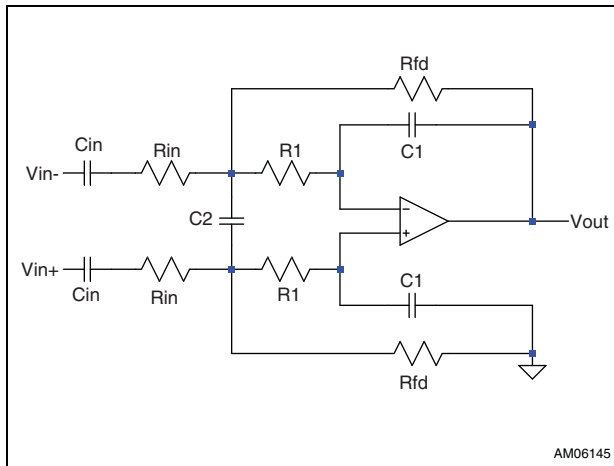 Rfd
C1
Cin
Rin
R1
Vin-
C2
Vout
Vin+
Cin
Rin
R1
C1
Rfd
AM06145